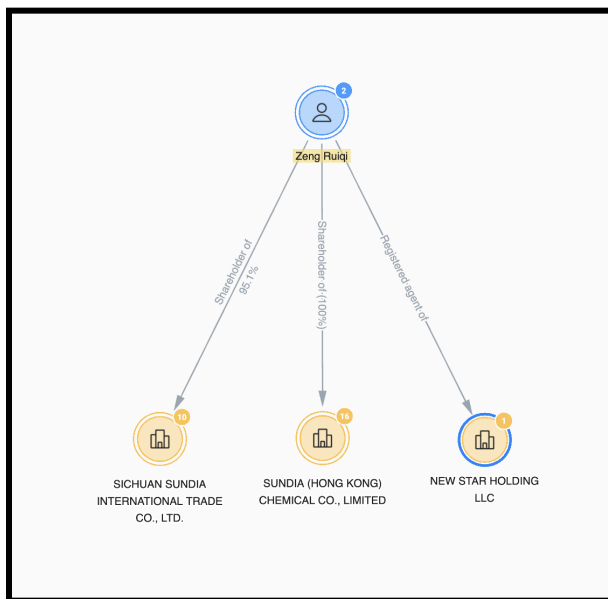 2
Zeng Ruiqi
Shareholder of
95.1%
Shareholder of (100%)
Registered agent of
10
16
1
SICHUAN SUNDIA
INTERNATIONAL TRADE
CO., LTD.
SUNDIA (HONG KONG)
CHEMICAL CO., LIMITED
NEW STAR HOLDING
LLC